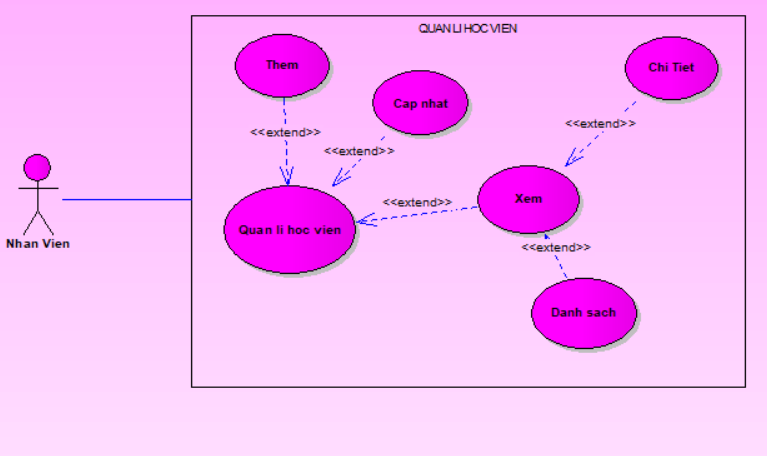 QUAN LI HOC VIEN
Them
Chi Tiet
Cap nhat
<<extend>>
<<extend>>
<<extend>>
Xem
<<extend>>
Quan li hoc vien
Nhan Vien
<<extend>>
Danh sach